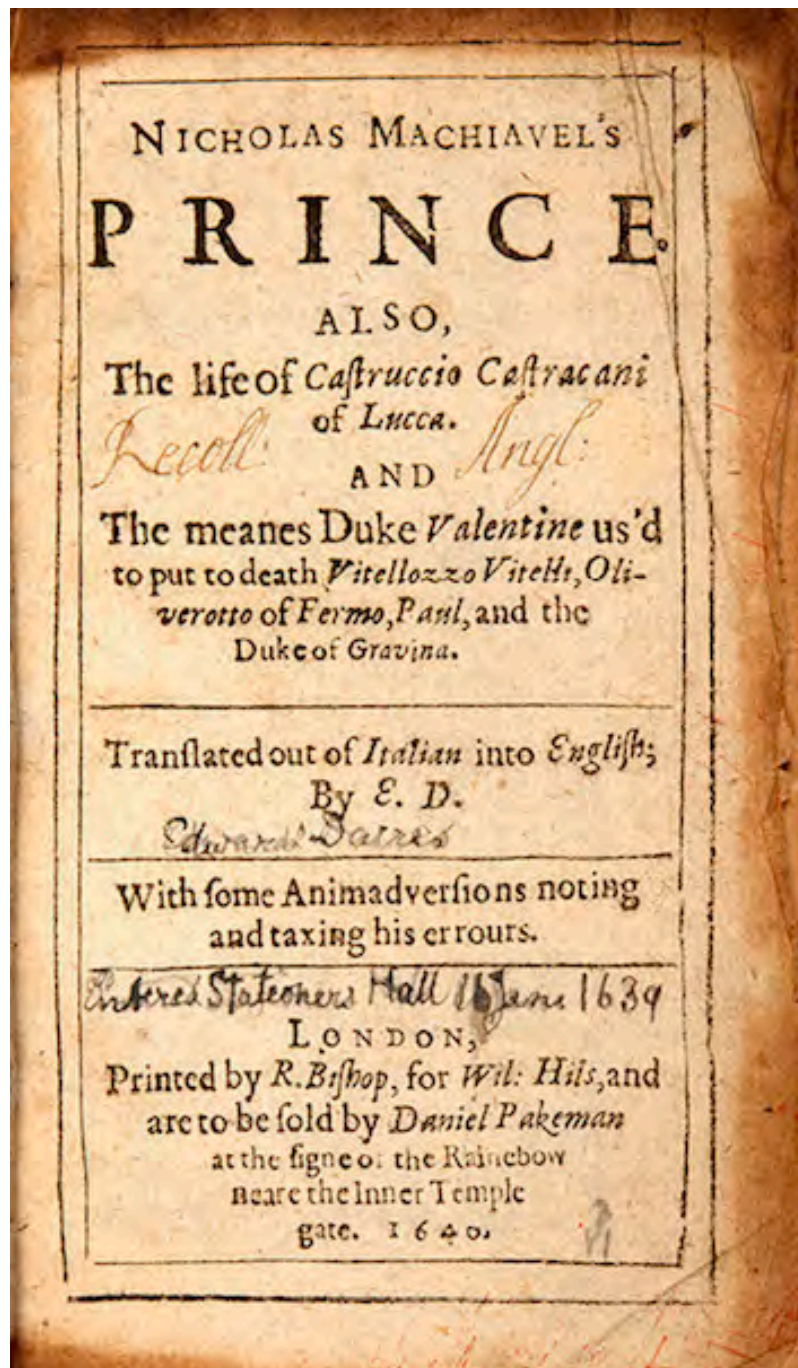 NICHOLAS MACHIAVEL'S
PRINCE.
ALSO,
The life of Caſtruccio Caſtracani
of Lucca.
Recoll: Angl:
AND
The meanes Duke Valentine us'd
to put to death Vitellozzo Vitelli, Oli-
verotto of Fermo, Paul, and the
Duke of Gravina.
Tranſlated out of Italian into Engliſh;
By E. D.
Edward Dacres
With ſome Animadverſions noting
and taxing his errours.
Entered Stationers Hall 16 Jan: 1639
LONDON,
Printed by R. Biſhop, for Wil: Hils, and
are to be ſold by Daniel Pakeman
at the ſigne of the Rainebow
neare the Inner Temple
gate. 1640.